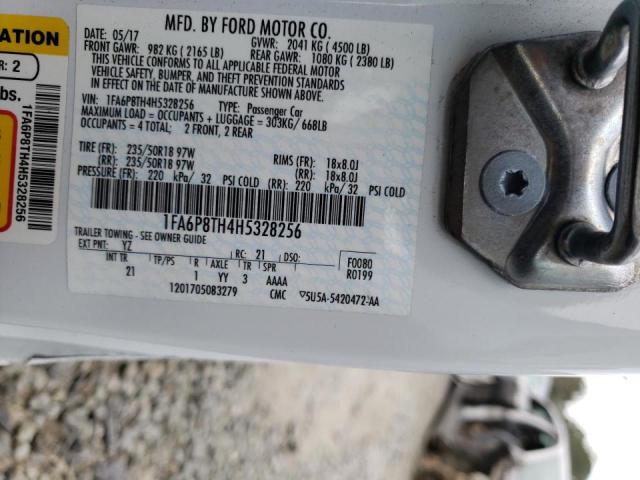 MFD. BY FORD MOTOR CO.
DATE: 05/17 GVWR: 2041 KG ( 4500 LB)
FRONT GAWR: 982 KG ( 2165 LB) REAR GAWR: 1080 KG ( 2380 LB)
THIS VEHICLE CONFORMS TO ALL APPLICABLE FEDERAL MOTOR
VEHICLE SAFETY, BUMPER, AND THEFT PREVENTION STANDARDS IN
EFFECT ON THE DATE OF MANUFACTURE SHOWN ABOVE.
VIN: 1FA6P8TH4H5328256 TYPE: Passenger Car
MAXIMUM LOAD = OCCUPANTS + LUGGAGE = 303KG/ 668LB
OCCUPANTS = 4 TOTAL; 2 FRONT, 2 REAR
TIRE (FR): 235/50R18 97W RIMS (FR): 18x8.0J
(RR): 235/50R18 97W (RR): 18x8.0J
PRESSURE (FR): 220 kPa/ 32 PSI COLD (RR): 220 kPa/ 32 PSI COLD
1FA6P8TH4H5328256
TRAILER TOWING - SEE OWNER GUIDE
EXT PNT: YZ RC: 21 DSO: F0080
INT TR TP/PS R AXLE TR SPR R0199
21 1 YY 3 AAAA
1201705083279 CMC ▽5U5A-5420472-AA
ATION
R: 2
lbs.
1FA6P8TH4H5328256